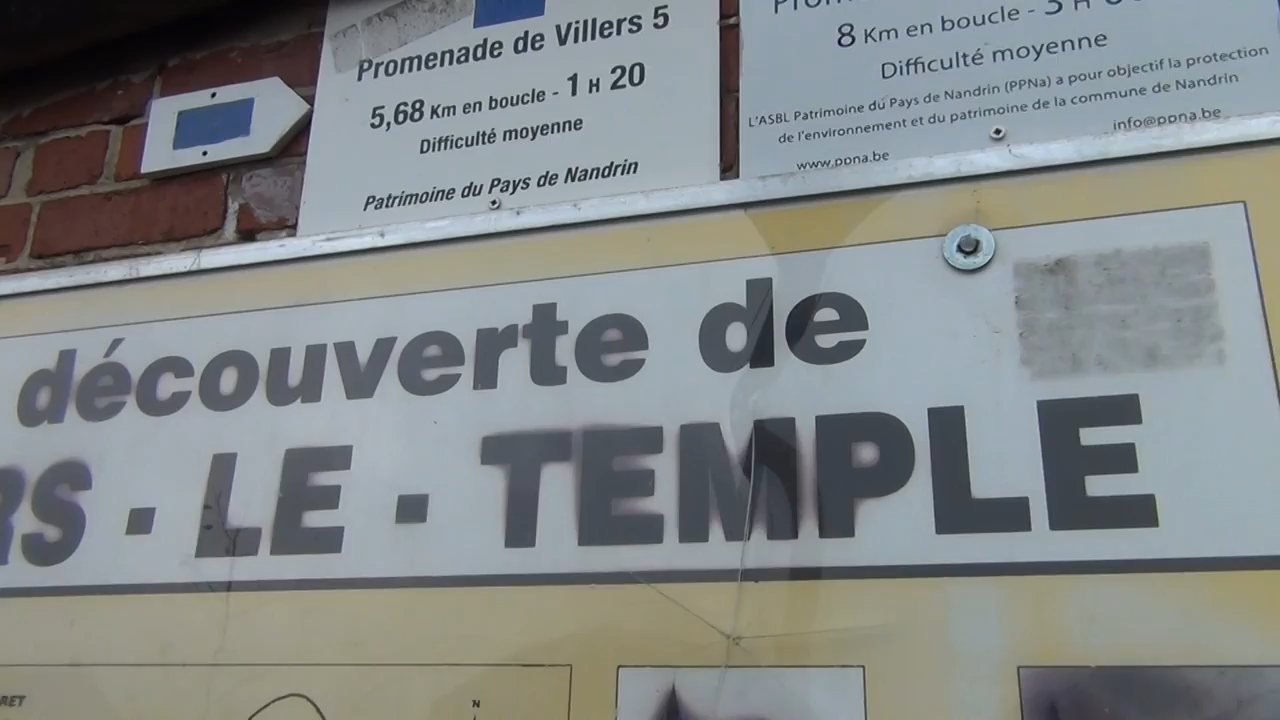 Promenade de Villers 5
5,68 Km en boucle - 1 H 20
Difficulté moyenne
Patrimoine du Pays de Nandrin
8 Km en boucle - 3 H
Difficulté moyenne
L'ASBL Patrimoine du Pays de Nandrin (PPNa) a pour objectif la protection
de l'environnement et du patrimoine de la commune de Nandrin
www.ppna.be
info@ppna.be
découverte de
RS - LE - TEMPLE
N